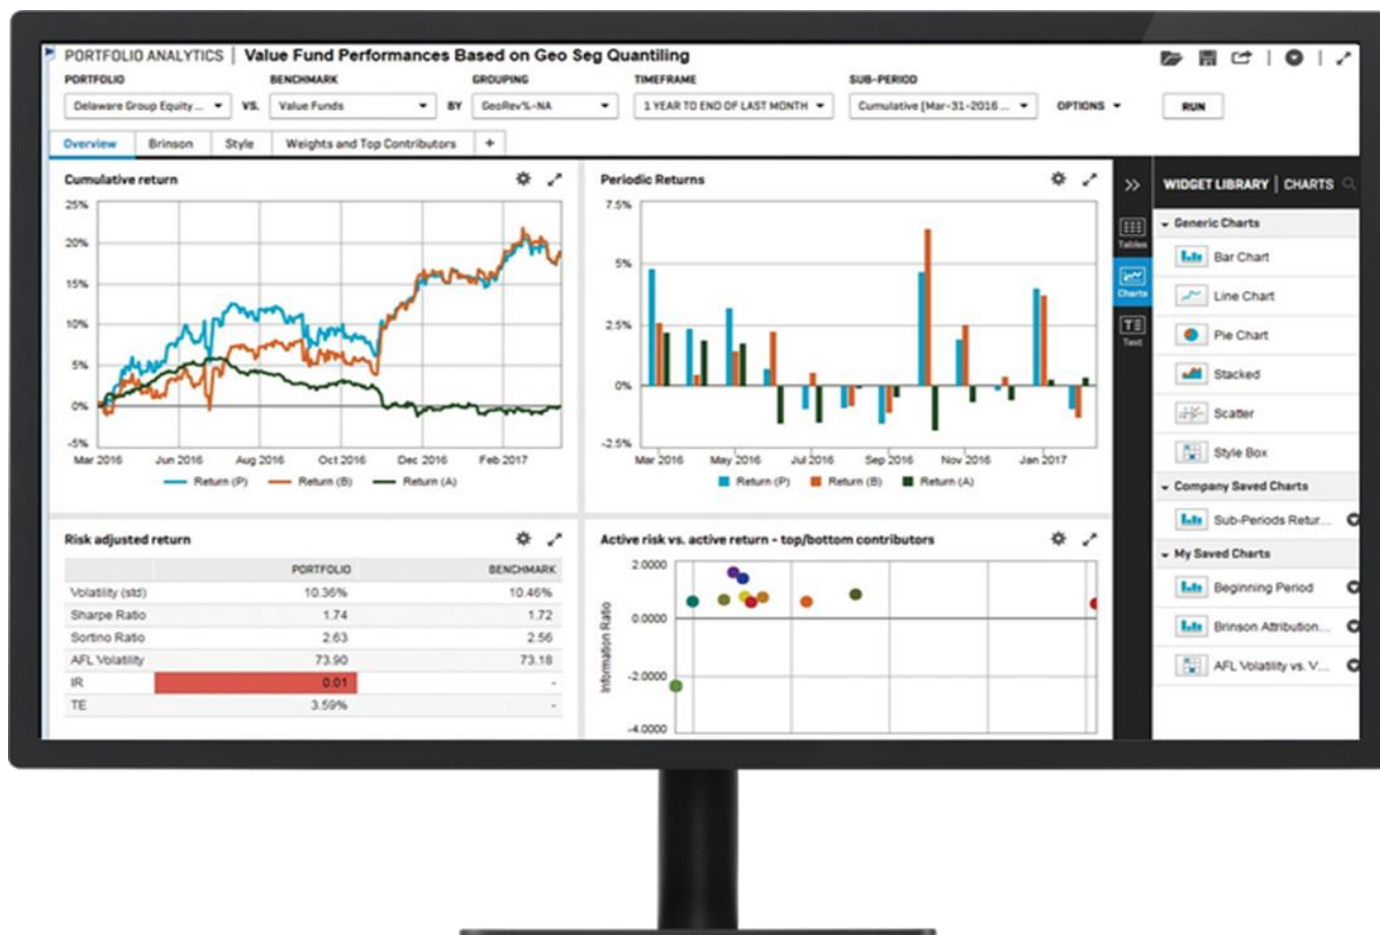 PORTFOLIO ANALYTICS | Value Fund Performances Based on Geo Seg Quantiling
PORTFOLIO BENCHMARK GROUPING TIMEFRAME SUB-PERIOD
Delaware Group Equity ... VS. Value Funds BY GeoRev%-NA 1 YEAR TO END OF LAST MONTH Cumulative (Mar-31-2016 ... OPTIONS RUN
Overview Brinson Style Weights and Top Contributors +
Cumulative return
25%
20%
15%
10%
5%
0%
-5%
Mar 2016 Jun 2016 Aug 2016 Oct 2016 Dec 2016 Feb 2017
Return (P) Return (B) Return (A)
Periodic Returns
7.5%
5%
2.5%
0%
-2.5%
Mar 2016 May 2016 Jul 2016 Sep 2016 Nov 2016 Jan 2017
Return (P) Return (B) Return (A)
Risk adjusted return
PORTFOLIO BENCHMARK
Volatility (std) 10.36% 10.46%
Sharpe Ratio 1.74 1.72
Sortino Ratio 2.63 2.56
AFL Volatility 73.90 73.18
IR 0.01 -
TE 3.59% -
Active risk vs. active return - top/bottom contributors
Information Ratio
2.0000
0.0000
-2.0000
-4.0000
Tables
Charts
Text
WIDGET LIBRARY | CHARTS
Generic Charts
Bar Chart
Line Chart
Pie Chart
Stacked
Scatter
Style Box
Company Saved Charts
Sub-Periods Retur...
My Saved Charts
Beginning Period
Brinson Attribution...
AFL Volatility vs. V...